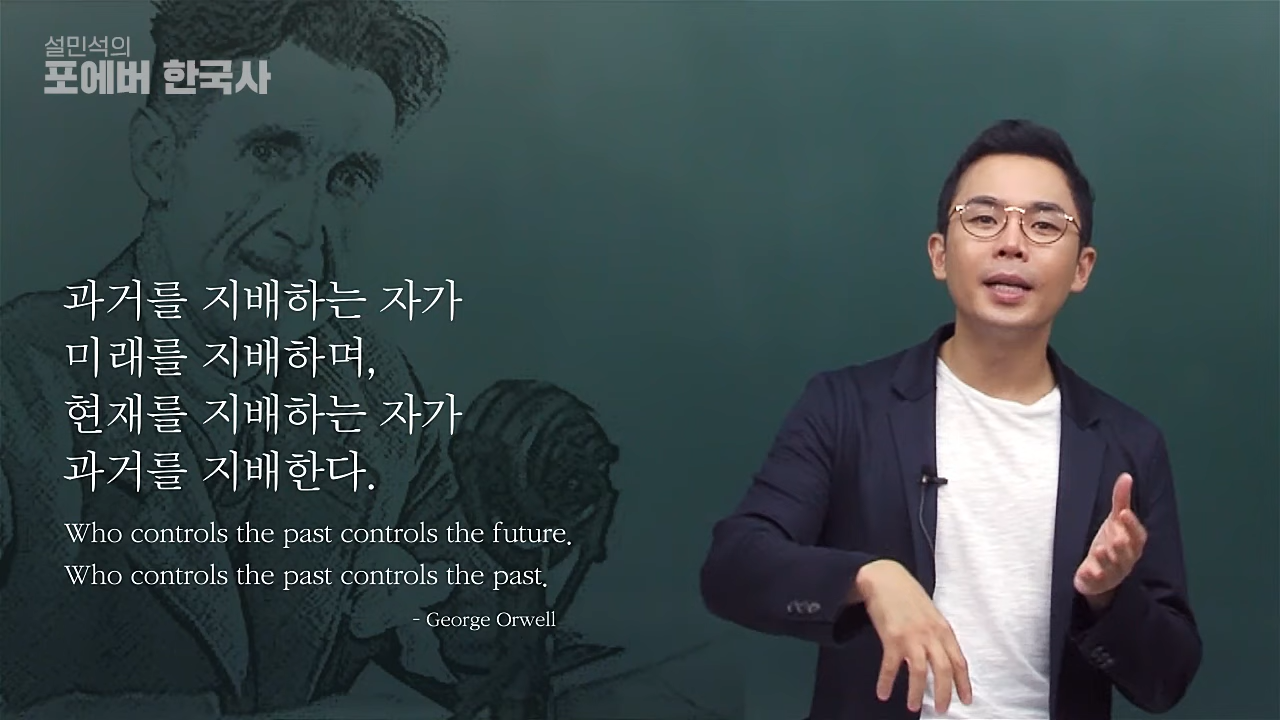 설민석의
포에버 한국사
과거를 지배하는 자가
미래를 지배하며,
현재를 지배하는 자가
과거를 지배한다.
Who controls the past controls the future.
Who controls the past controls the past.
- George Orwell